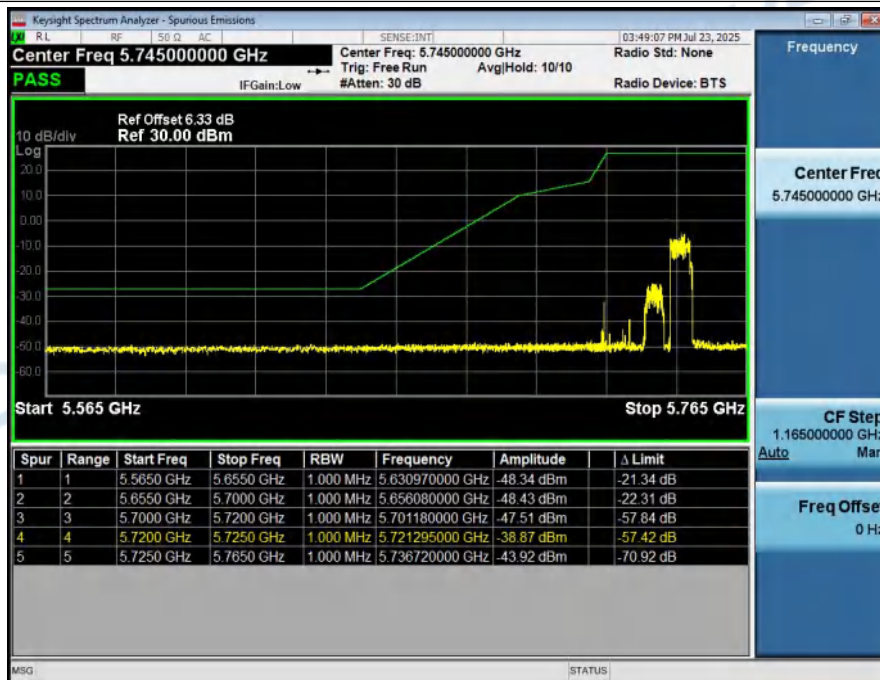 Keysight Spectrum Analyzer - Spurious Emissions
RL RF 50 Ω AC SENSE:INT 03:49:07 PM Jul 23, 2025
Center Freq 5.745000000 GHz
Center Freq: 5.745000000 GHz
Radio Std: None
Trig: Free Run Avg|Hold: 10/10
PASS
IFGain:Low
#Atten: 30 dB
Radio Device: BTS
Ref Offset 6.33 dB
10 dB/div Ref 30.00 dBm
Log
20.0
10.0
0.00
-10.0
-20.0
-30.0
-40.0
-50.0
-60.0
Start 5.565 GHz Stop 5.765 GHz
Spur Range Start Freq Stop Freq RBW Frequency Amplitude Δ Limit
1 1 5.5650 GHz 5.6550 GHz 1.000 MHz 5.630970000 GHz -48.34 dBm -21.34 dB
2 2 5.6550 GHz 5.7000 GHz 1.000 MHz 5.656080000 GHz -48.43 dBm -22.31 dB
3 3 5.7000 GHz 5.7200 GHz 1.000 MHz 5.701180000 GHz -47.51 dBm -57.84 dB
4 4 5.7200 GHz 5.7250 GHz 1.000 MHz 5.721295000 GHz -38.87 dBm -57.42 dB
5 5 5.7250 GHz 5.7650 GHz 1.000 MHz 5.736720000 GHz -43.92 dBm -70.92 dB
MSG STATUS
Frequency
Center Freq
5.745000000 GHz
CF Step
1.165000000 GHz
Auto Man
Freq Offset
0 Hz